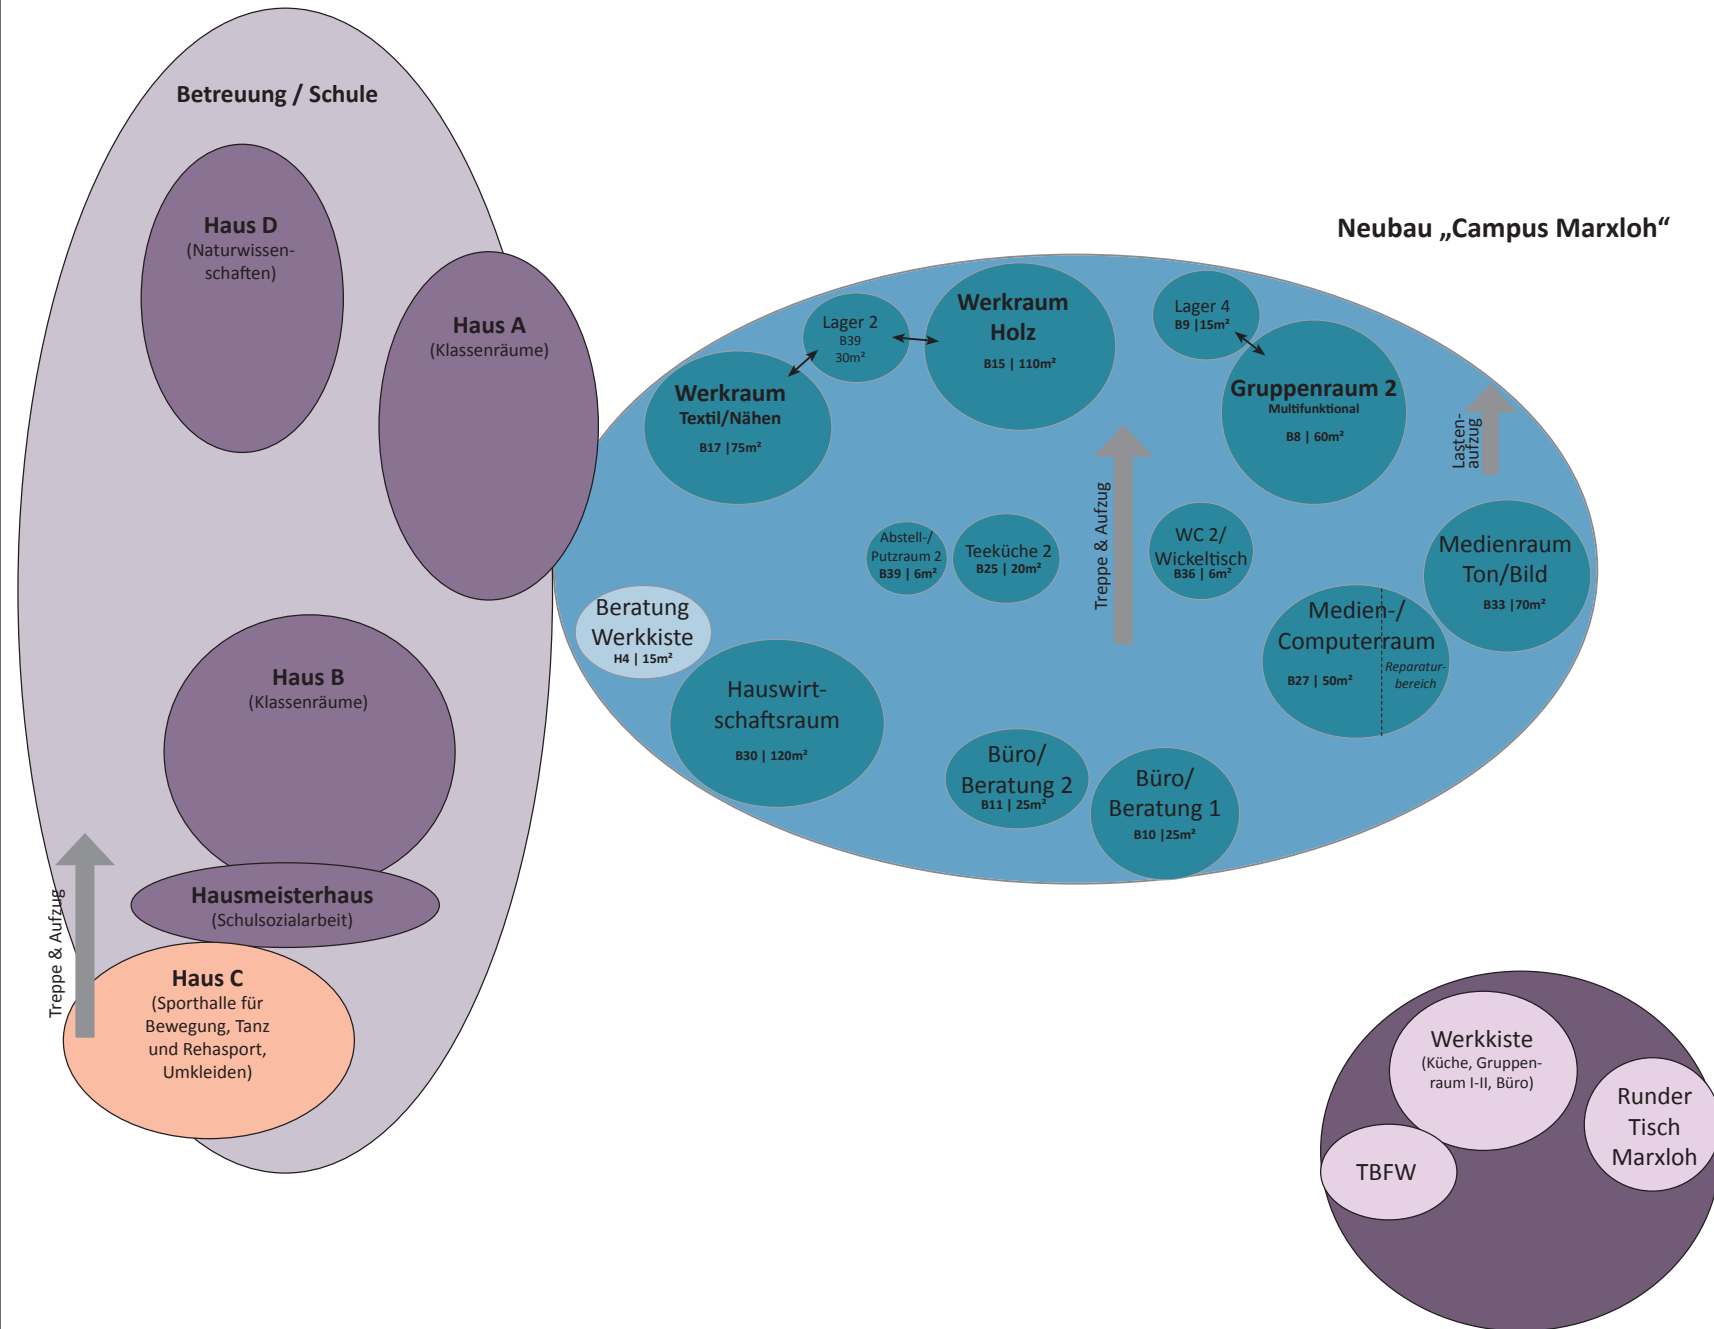 Betreuung / Schule
Haus D
(Naturwissen-
schaften)
Haus A
(Klassenräume)
Haus B
(Klassenräume)
Hausmeisterhaus
(Schulsozialarbeit)
Haus C
(Sporthalle für
Bewegung, Tanz
und Rehasport,
Umkleiden)
Treppe & Aufzug
Neubau „Campus Marxloh“
Lager 2
B39
30m²
Werkraum
Holz
B15 | 110m²
Lager 4
B9 |15m²
Werkraum
Textil/Nähen
B17 |75m²
Gruppenraum 2
Multifunktional
B8 | 60m²
Lasten-
aufzug
Treppe & Aufzug
Abstell-/
Putzraum 2
B39 | 6m²
Teeküche 2
B25 | 20m²
WC 2/
Wickeltisch
B36 | 6m²
Medienraum
Ton/Bild
B33 |70m²
Beratung
Werkkiste
H4 | 15m²
Medien-/
Computerraum
B27 | 50m²
Reparatur-
bereich
Hauswirt-
schaftsraum
B30 | 120m²
Büro/
Beratung 2
B11 | 25m²
Büro/
Beratung 1
B10 |25m²
Werkkiste
(Küche, Gruppen-
raum I-II, Büro)
Runder
Tisch
Marxloh
TBFW